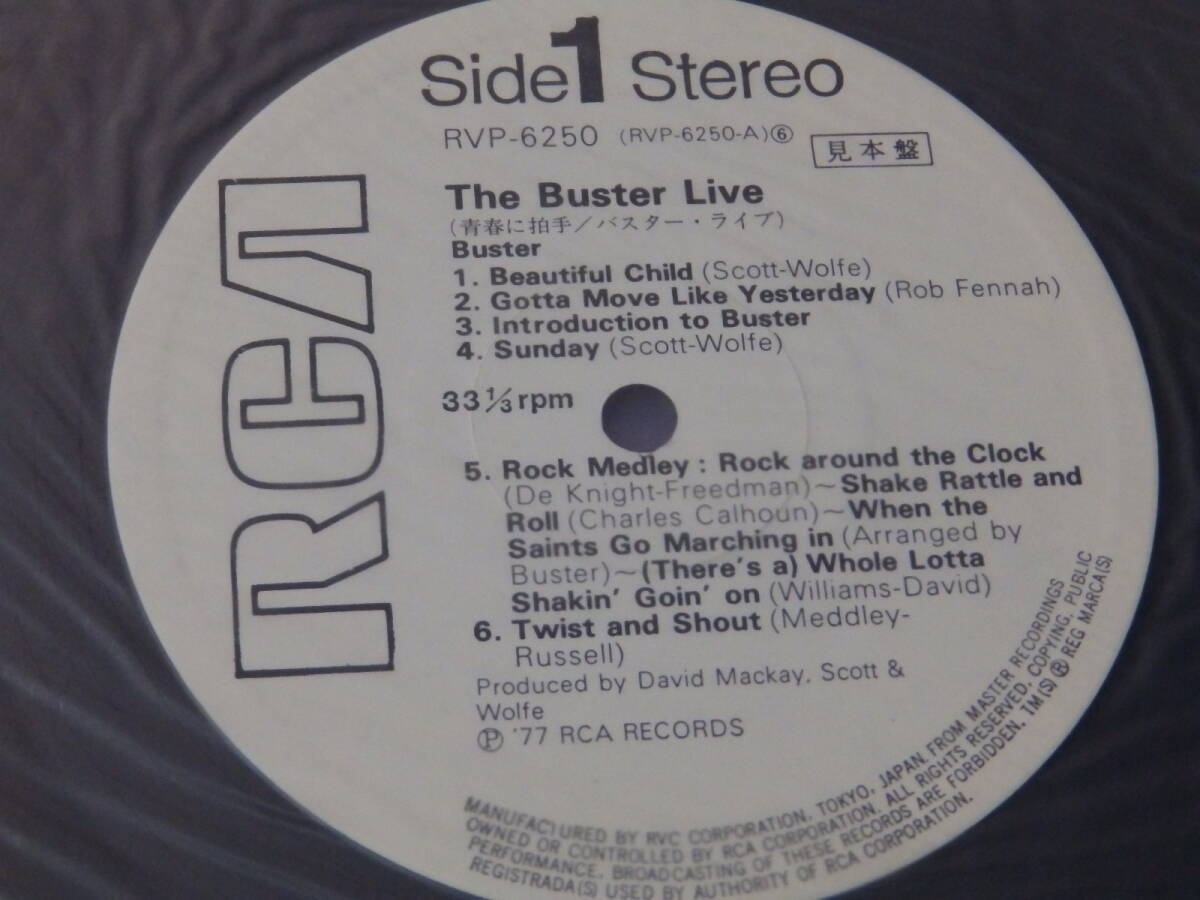 Side 1 Stereo
RVP-6250 (RVP-6250-A)⑥ 見本盤
RCA
The Buster Live
(青春に拍手/バスター・ライブ)
Buster
1. Beautiful Child (Scott-Wolfe)
2. Gotta Move Like Yesterday (Rob Fennah)
3. Introduction to Buster
4. Sunday (Scott-Wolfe)
33 1/3 rpm
5. Rock Medley : Rock around the Clock
(De Knight-Freedman)~Shake Rattle and
Roll (Charles Calhoun)~When the
Saints Go Marching in (Arranged by
Buster)~(There's a) Whole Lotta
Shakin' Goin' on (Williams-David)
6. Twist and Shout (Meddley-
Russell)
Produced by David Mackay, Scott &
Wolfe
Ⓟ '77 RCA RECORDS
MANUFACTURED BY RVC CORPORATION, TOKYO, JAPAN, FROM MASTER RECORDINGS
OWNED OR CONTROLLED BY RCA CORPORATION. ALL RIGHTS RESERVED. COPYING, PUBLIC
PERFORMANCE, BROADCASTING OF THESE RECORDS ARE FORBIDDEN. TM(S) ® REG MARCA(S)
REGISTRADA(S) USED BY AUTHORITY OF RCA CORPORATION.